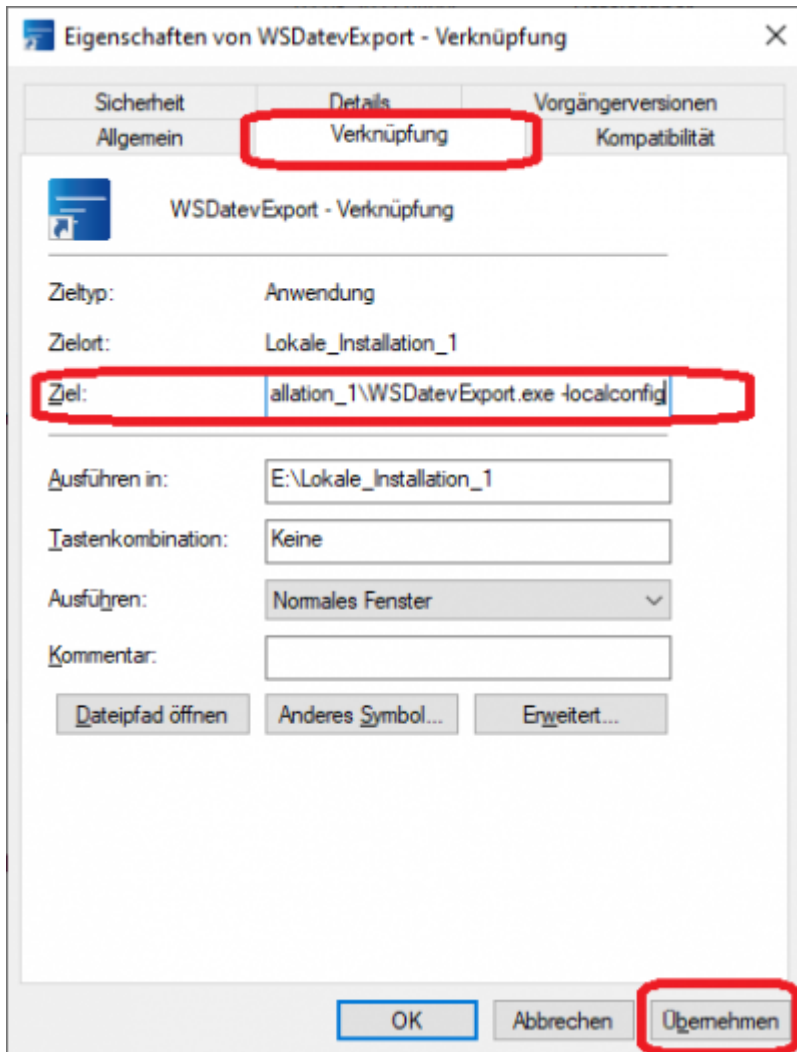 Eigenschaften von WSDatevExport - Verknüpfung
Sicherheit Details Vorgängerversionen
Allgemein Verknüpfung Kompatibilität
WSDatevExport - Verknüpfung
Zieltyp: Anwendung
Zielort: Lokale_Installation_1
Ziel: allation_1\WSDatevExport.exe -localconfig
Ausführen in: E:\Lokale_Installation_1
Tastenkombination: Keine
Ausführen: Normales Fenster
Kommentar:
Dateipfad öffnen Anderes Symbol... Erweitert...
OK Abbrechen Übernehmen